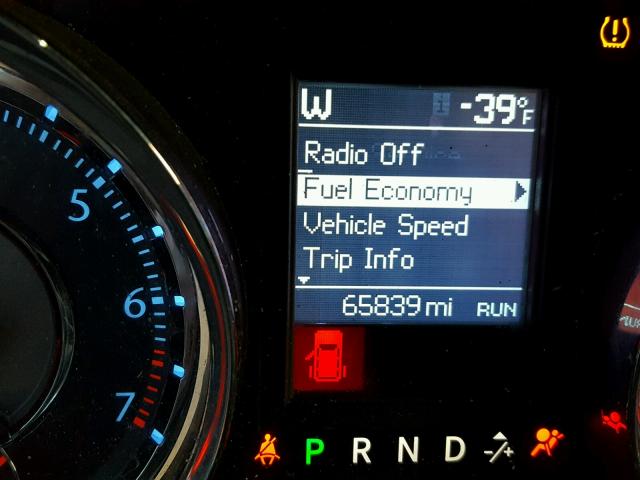 W -39°F
Radio Off
Fuel Economy
Vehicle Speed
Trip Info
65839 mi RUN
5
6
7
P R N D -/+